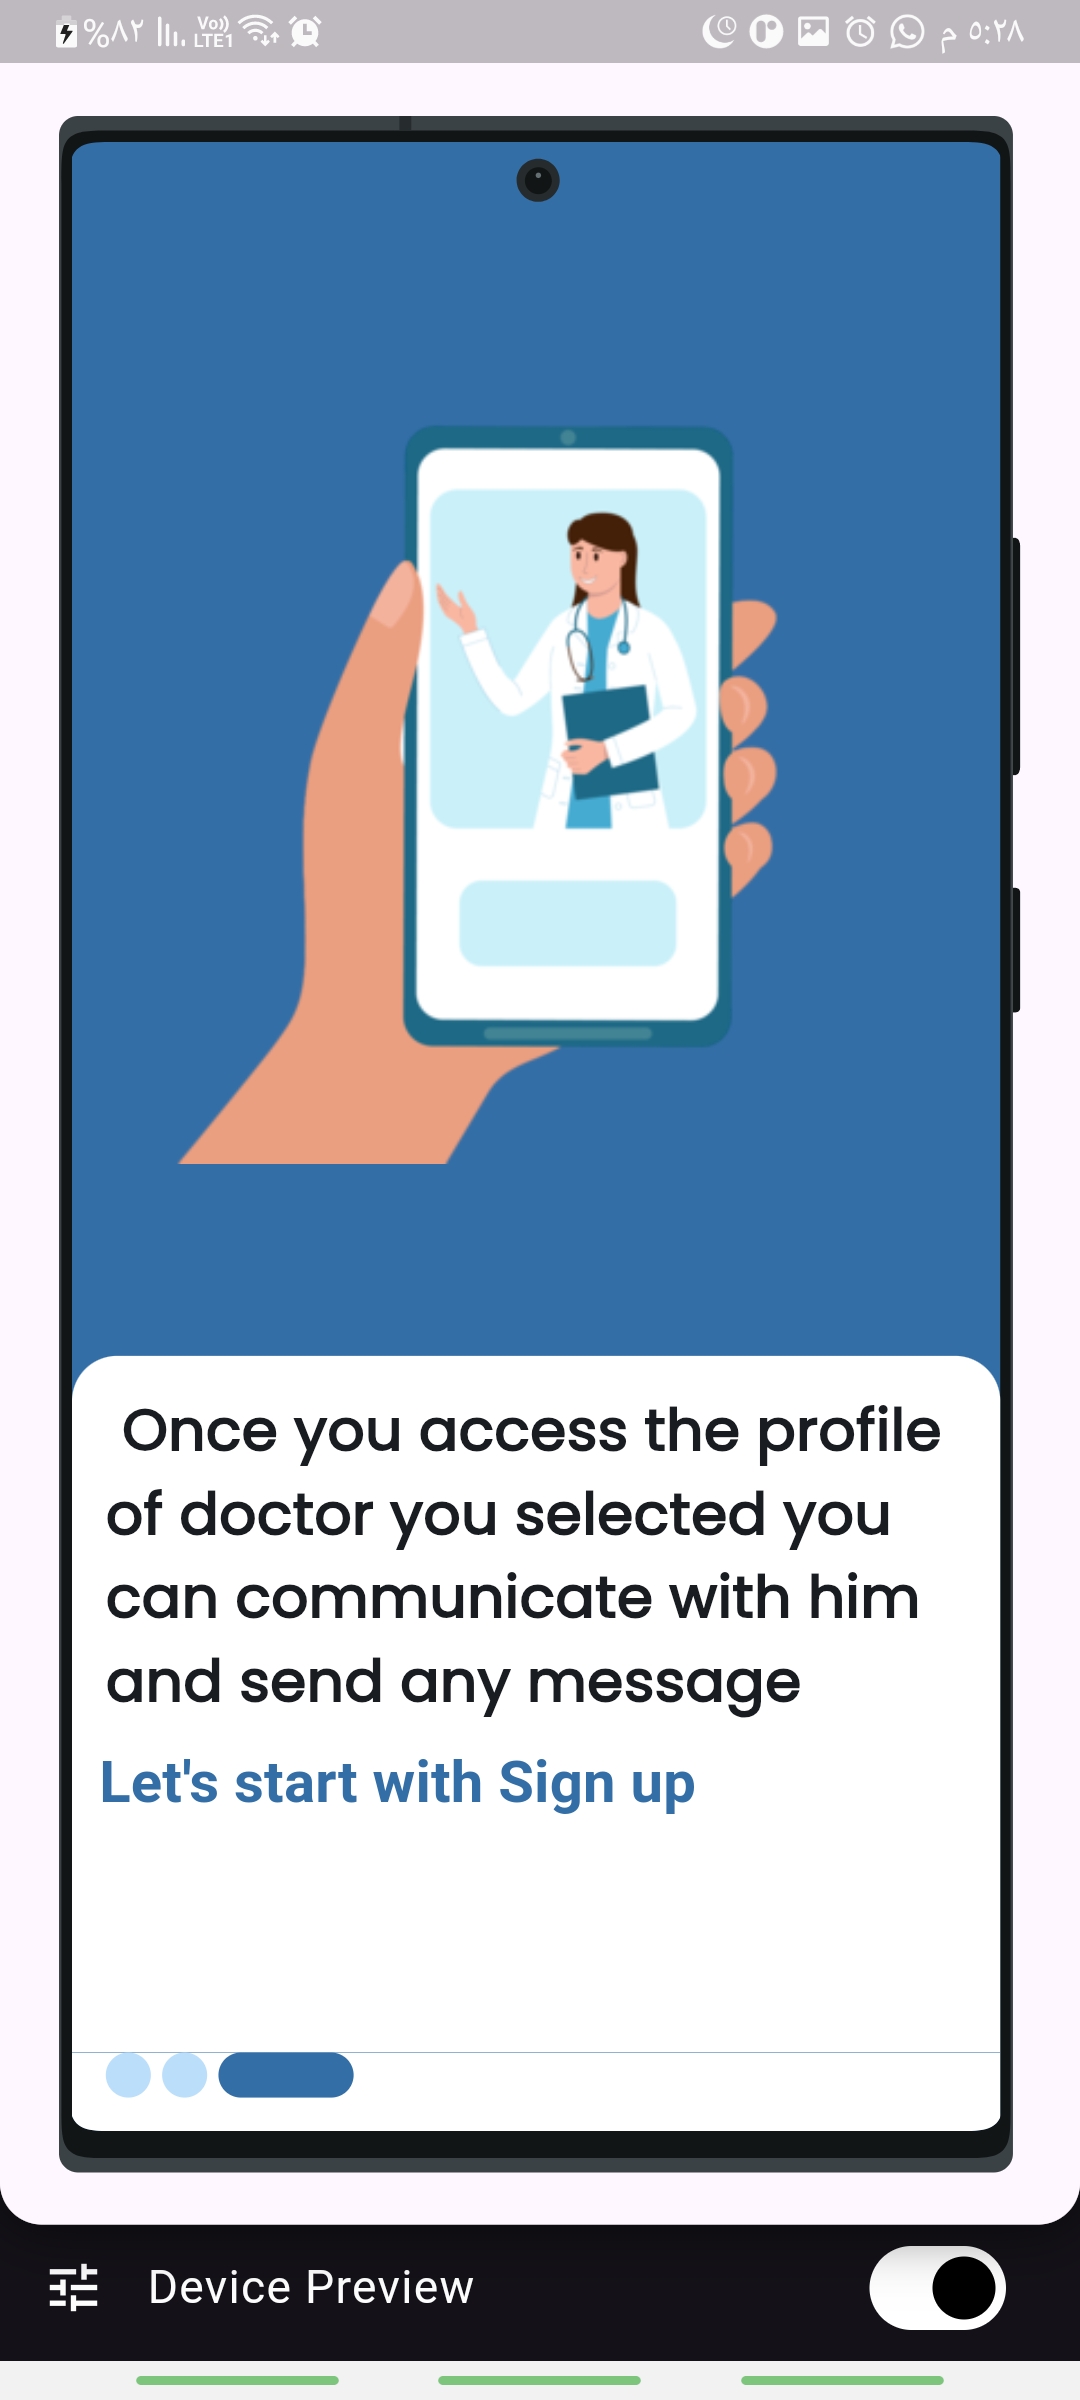 %٨٢ Vo)) LTE1 م ٥:٢٨
Once you access the profile
of doctor you selected you
can communicate with him
and send any message
Let's start with Sign up
Device Preview